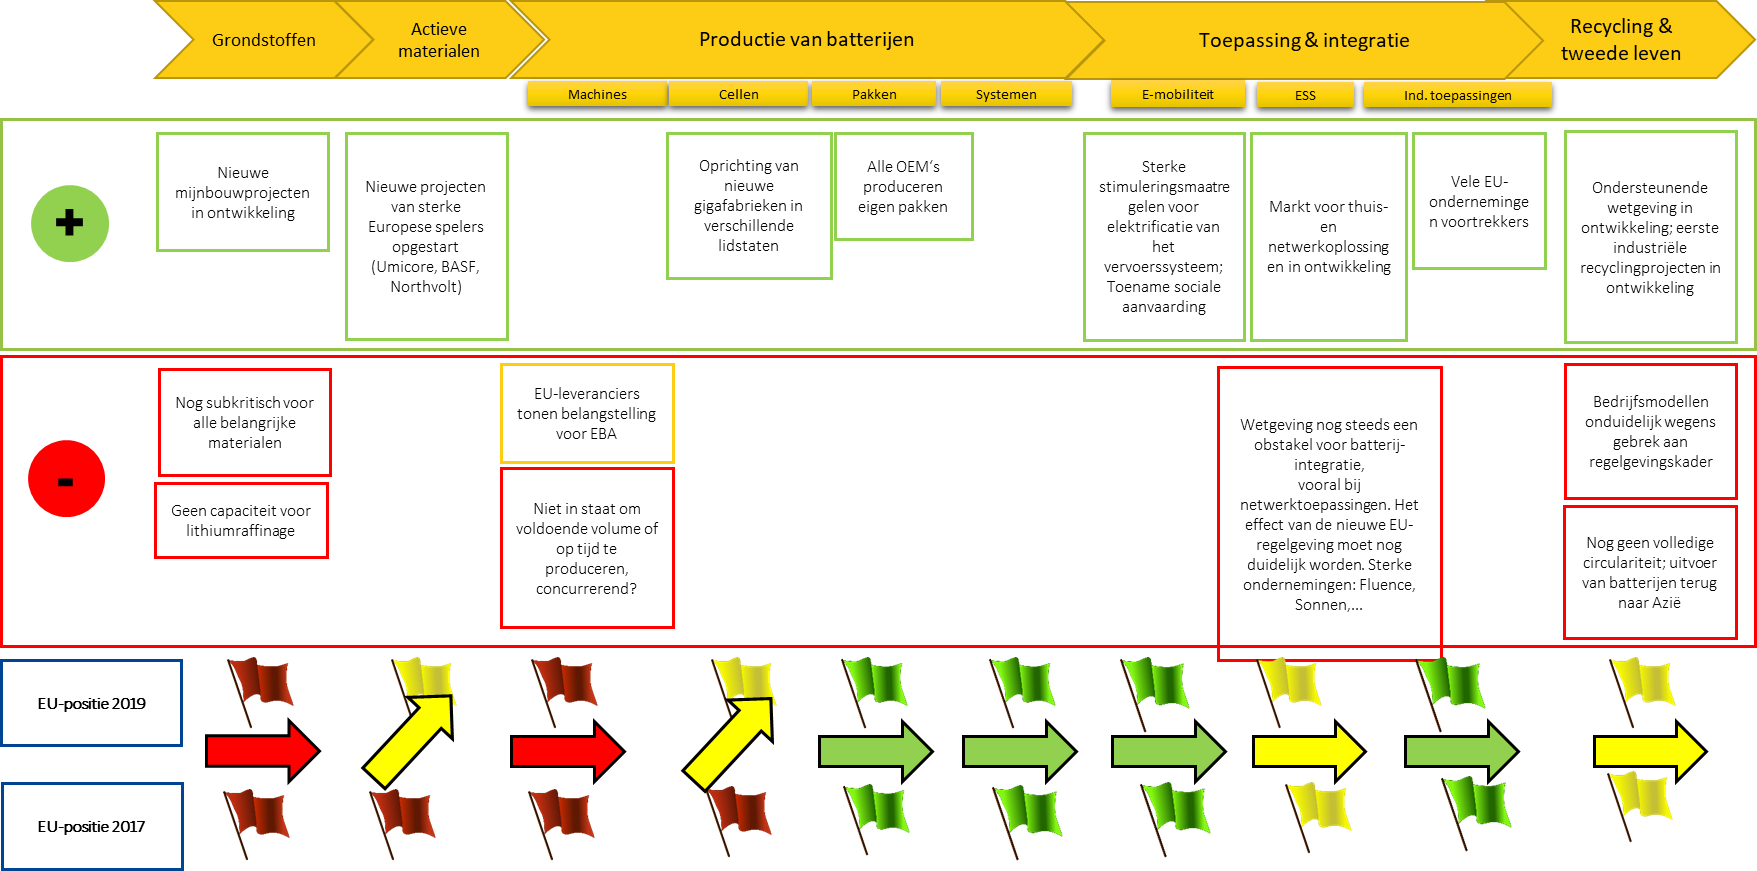 Grondstoffen
Actieve
materialen
Productie van batterijen
Toepassing & integratie
Recycling &
tweede leven
Machines
Cellen
Pakken
Systemen
E-mobiliteit
ESS
Ind. toepassingen
+
Nieuwe
mijnbouwprojecten
in ontwikkeling
Nieuwe projecten
van sterke
Europese spelers
opgestart
(Umicore, BASF,
Northvolt)
Oprichting van
nieuwe
gigafabrieken in
verschillende
lidstaten
Alle OEM's
produceren
eigen pakken
Sterke
stimuleringsmaatre
gelen voor
elektrificatie van
het
vervoerssysteem;
Toename sociale
aanvaarding
Markt voor thuis-
en
netwerkoplossing
en in ontwikkeling
Vele EU-
onderneminge
n voortrekkers
Ondersteunende
wetgeving in
ontwikkeling; eerste
industriële
recyclingprojecten in
ontwikkeling
-
Nog subkritisch voor
alle belangrijke
materialen
Geen capaciteit voor
lithiumraffinage
EU-leveranciers
tonen belangstelling
voor EBA
Niet in staat om
voldoende volume of
op tijd te
produceren,
concurrerend?
Wetgeving nog steeds een
obstakel voor batterij-
integratie,
vooral bij
netwerktoepassingen. Het
effect van de nieuwe EU-
regelgeving moet nog
duidelijk worden. Sterke
ondernemingen: Fluence,
Sonnen,...
Bedrijfsmodellen
onduidelijk wegens
gebrek aan
regelgevingskader
Nog geen volledige
circulariteit; uitvoer
van batterijen terug
naar Azië
EU-positie 2019
EU-positie 2017